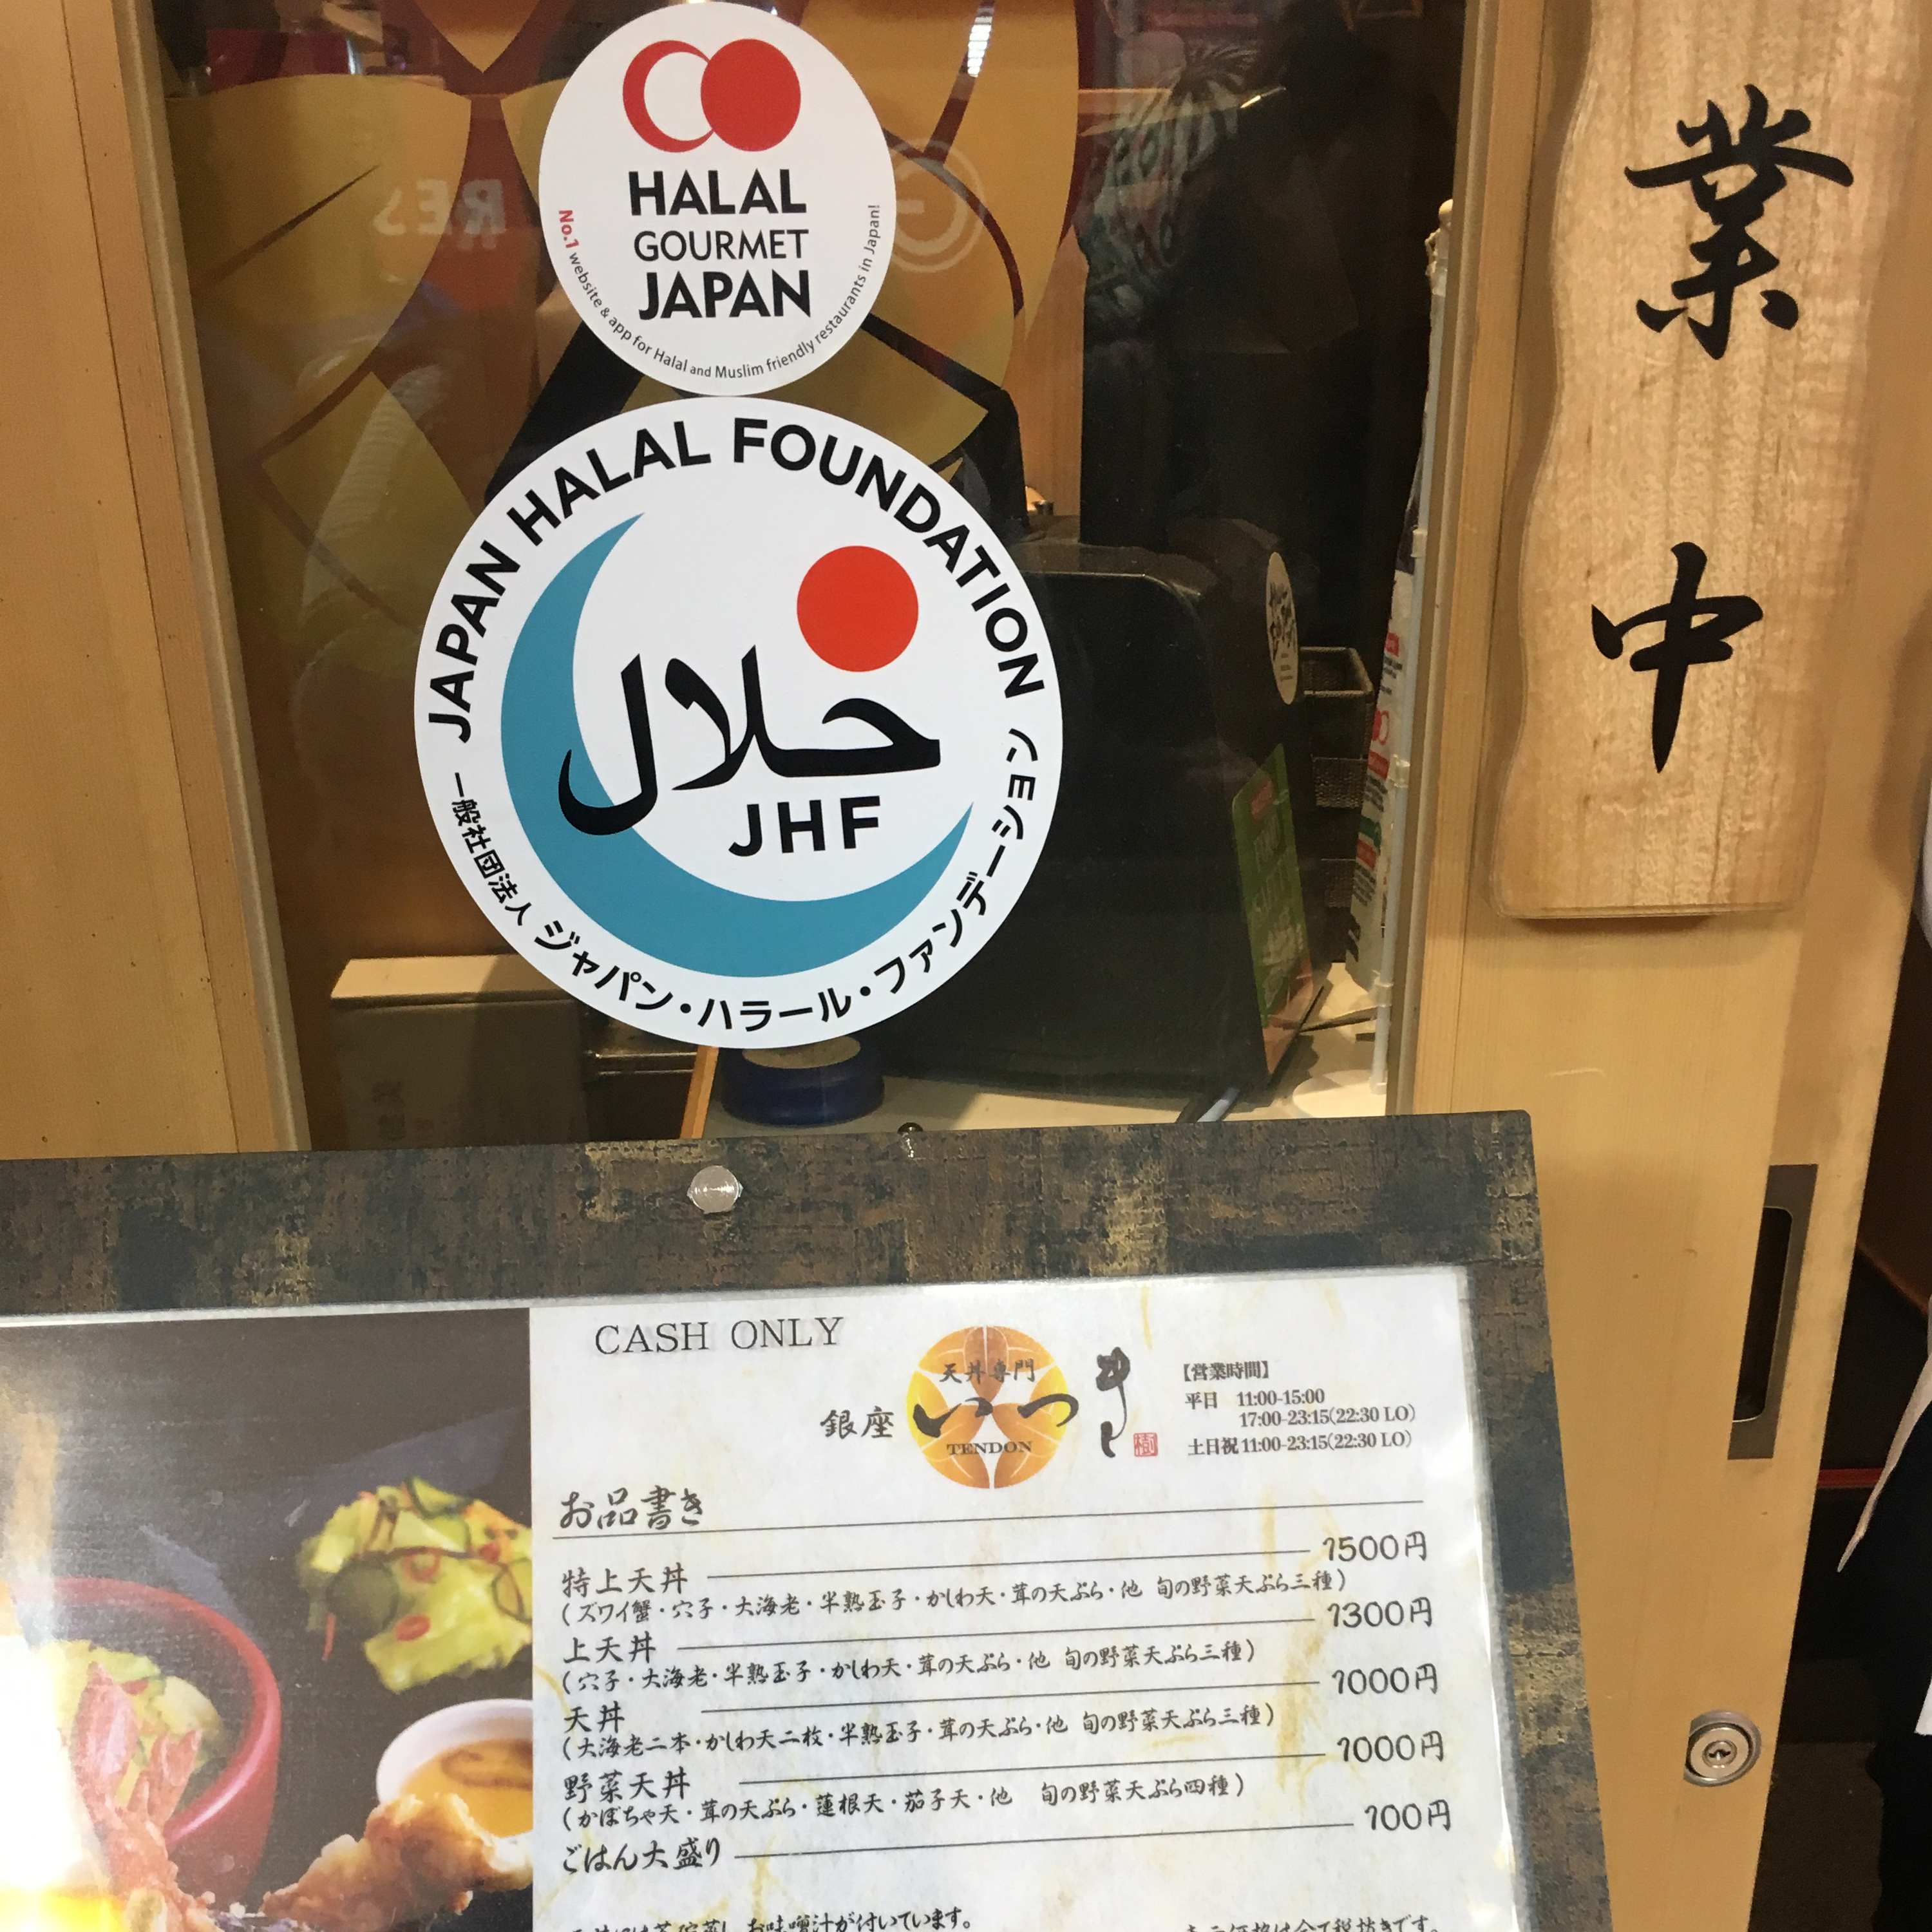 HALAL
GOURMET
JAPAN
No.1 website & app for Halal and Muslim friendly restaurants in Japan!
JAPAN HALAL FOUNDATION
حلال
JHF
一般社団法人 ジャパン・ハラール・ファンデーション
業中
CASH ONLY
銀座
天丼専門
いつき
TENDON
【営業時間】
平日 11:00-15:00
17:00-23:15(22:30 LO)
土日祝 11:00-23:15(22:30 LO)
お品書き
特上天丼 1500円
(ズワイ蟹・穴子・大海老・半熟玉子・かしわ天・茸の天ぷら・他 旬の野菜天ぷら三種)
上天丼 1300円
(穴子・大海老・半熟玉子・かしわ天・茸の天ぷら・他 旬の野菜天ぷら三種)
天丼 1000円
(大海老二本・かしわ天二枚・半熟玉子・茸の天ぷら・他 旬の野菜天ぷら三種)
野菜天丼 1000円
(かぼちゃ天・茸の天ぷら・蓮根天・茄子天・他 旬の野菜天ぷら四種)
ごはん大盛り 100円
お味噌汁が付いています。